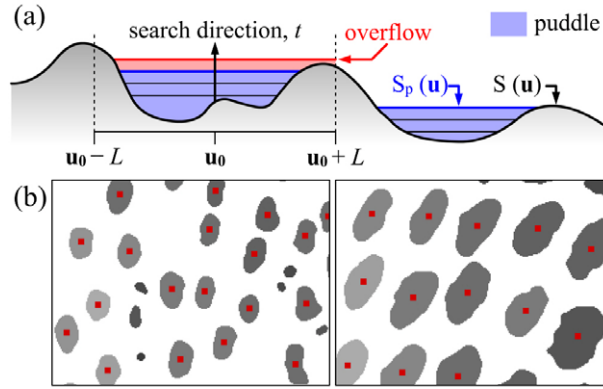 (a)
search direction, t
overflow
puddle
Sp (u)
S (u)
u0 − L
u0
u0 + L
(b)